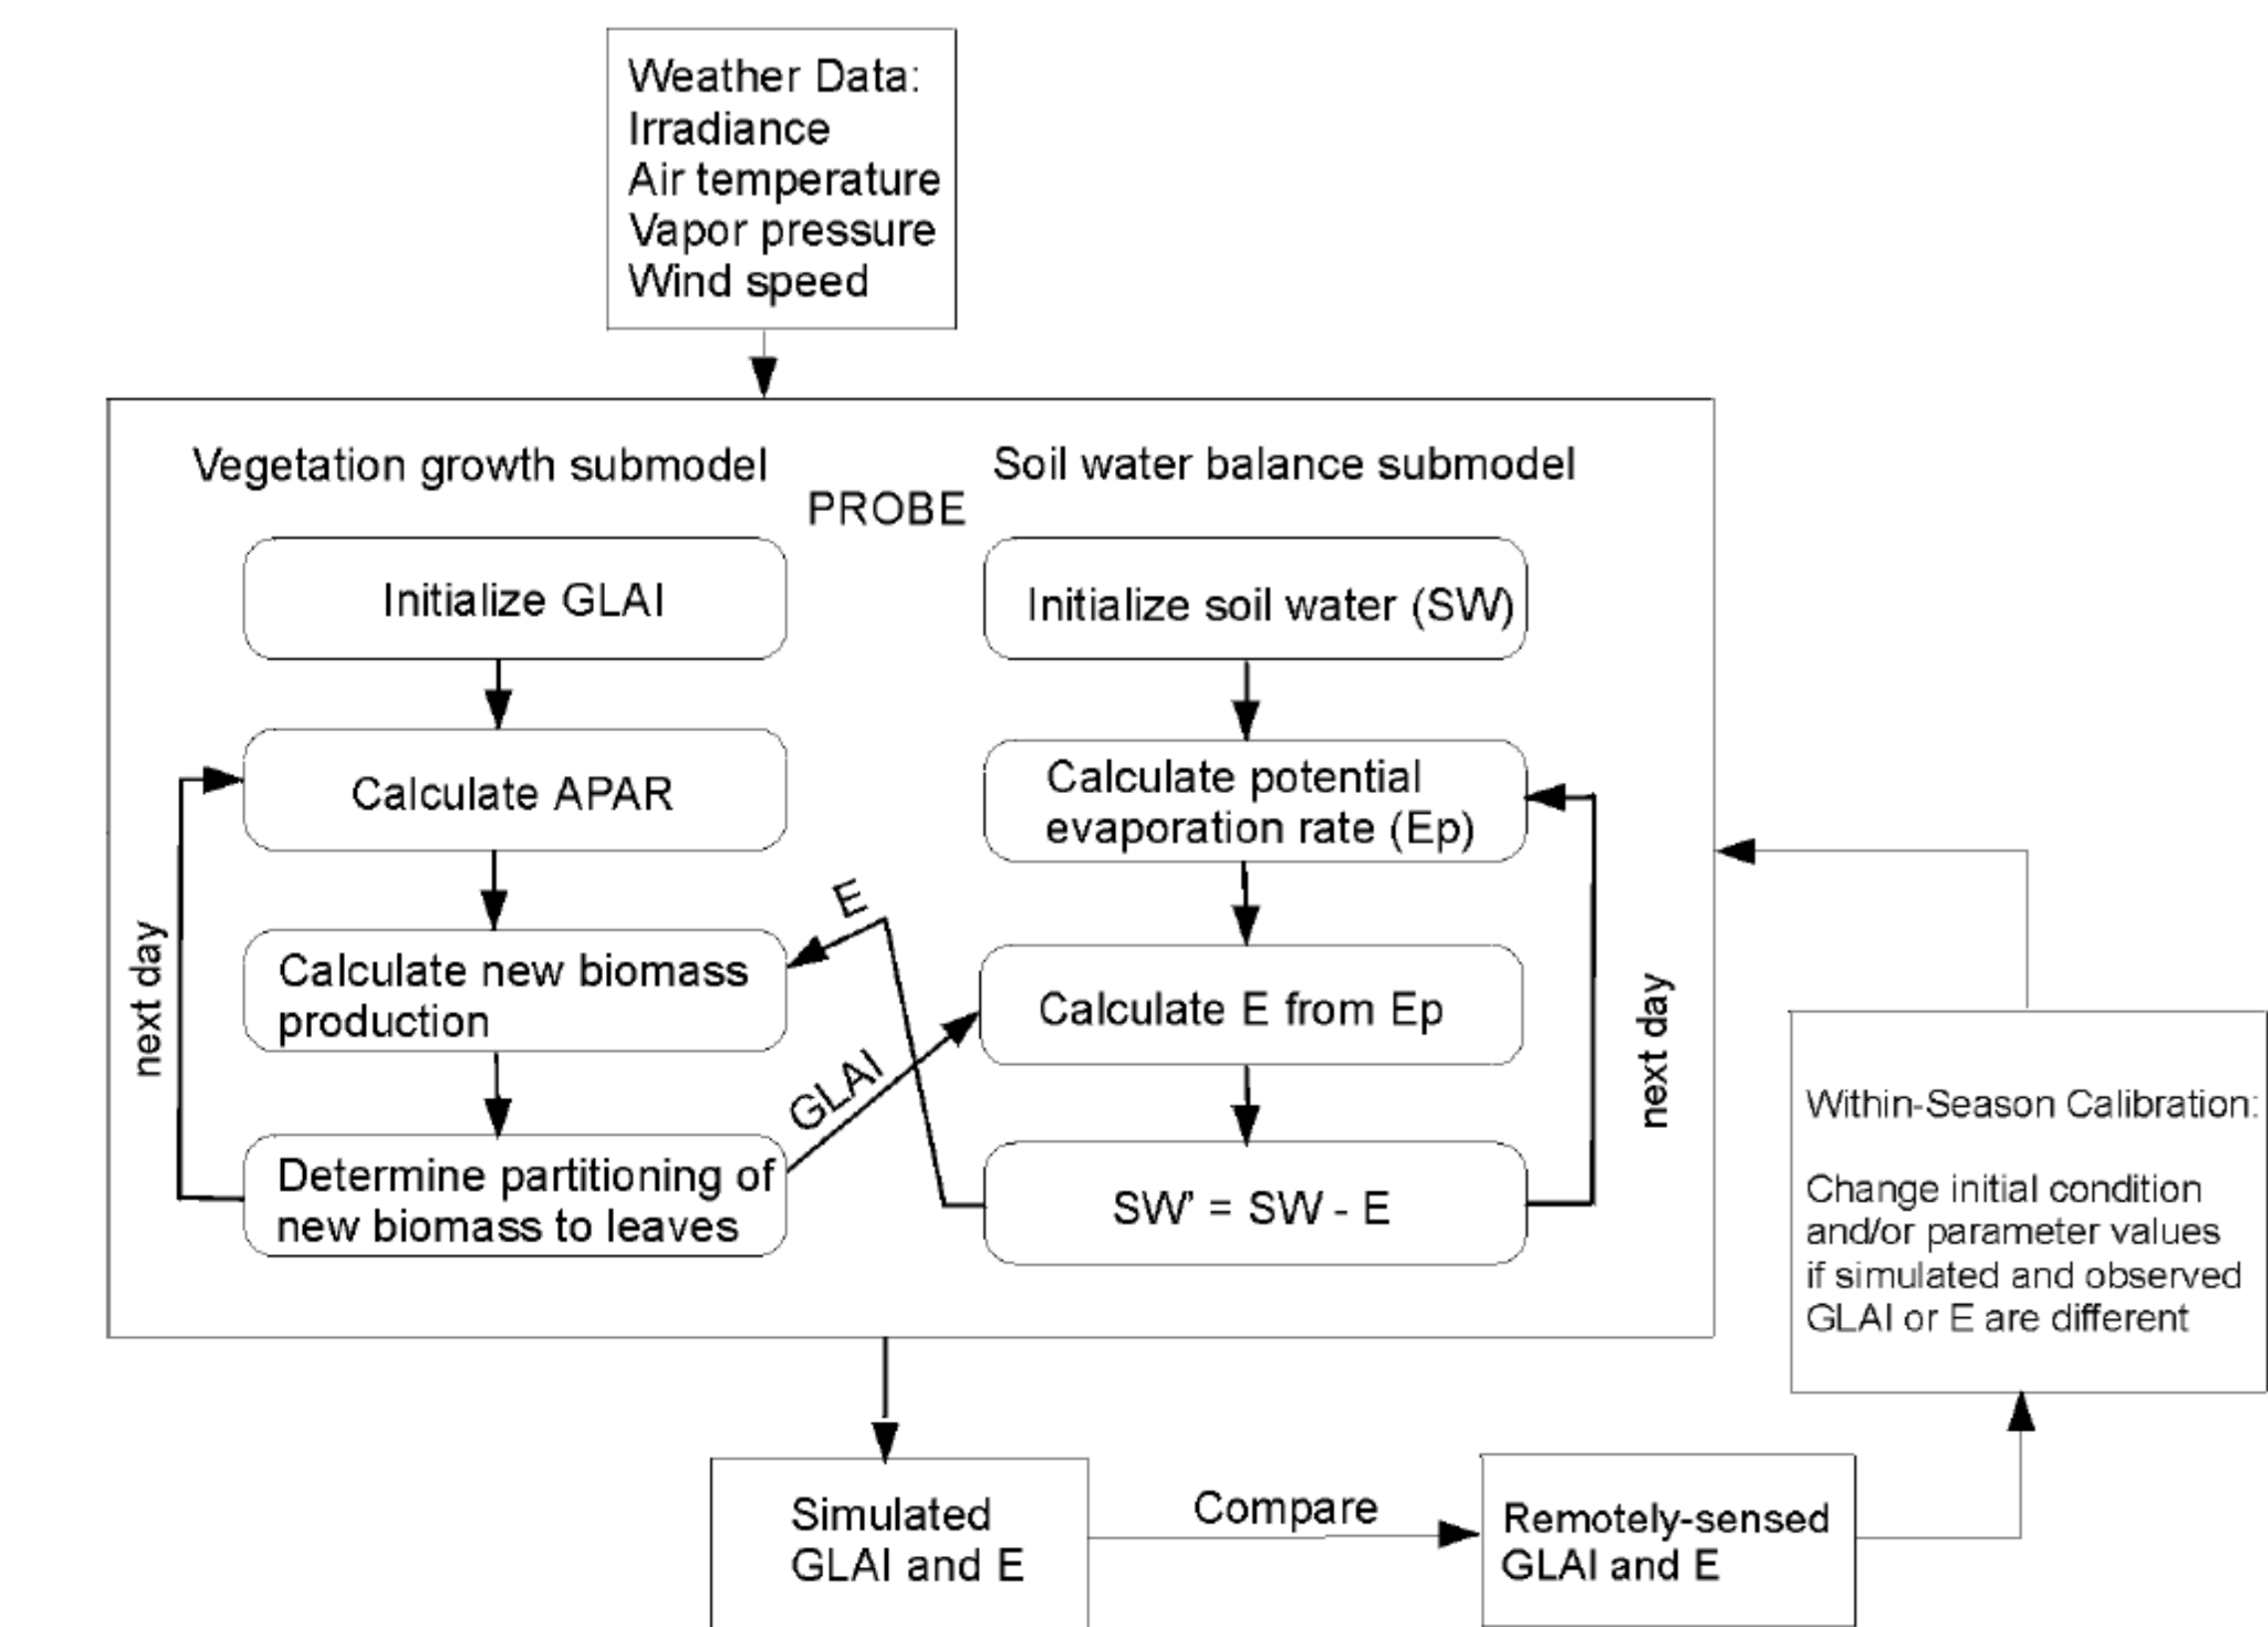 Weather Data:
Irradiance
Air temperature
Vapor pressure
Wind speed
Vegetation growth submodel
Soil water balance submodel
PROBE
Initialize GLAI
Initialize soil water (SW)
Calculate APAR
Calculate potential
evaporation rate (Ep)
next day
E
Calculate new biomass
production
Calculate E from Ep
next day
GLAI
Determine partitioning of
new biomass to leaves
SW' = SW - E
Within-Season Calibration:
Change initial condition
and/or parameter values
if simulated and observed
GLAI or E are different
Simulated
GLAI and E
Compare
Remotely-sensed
GLAI and E